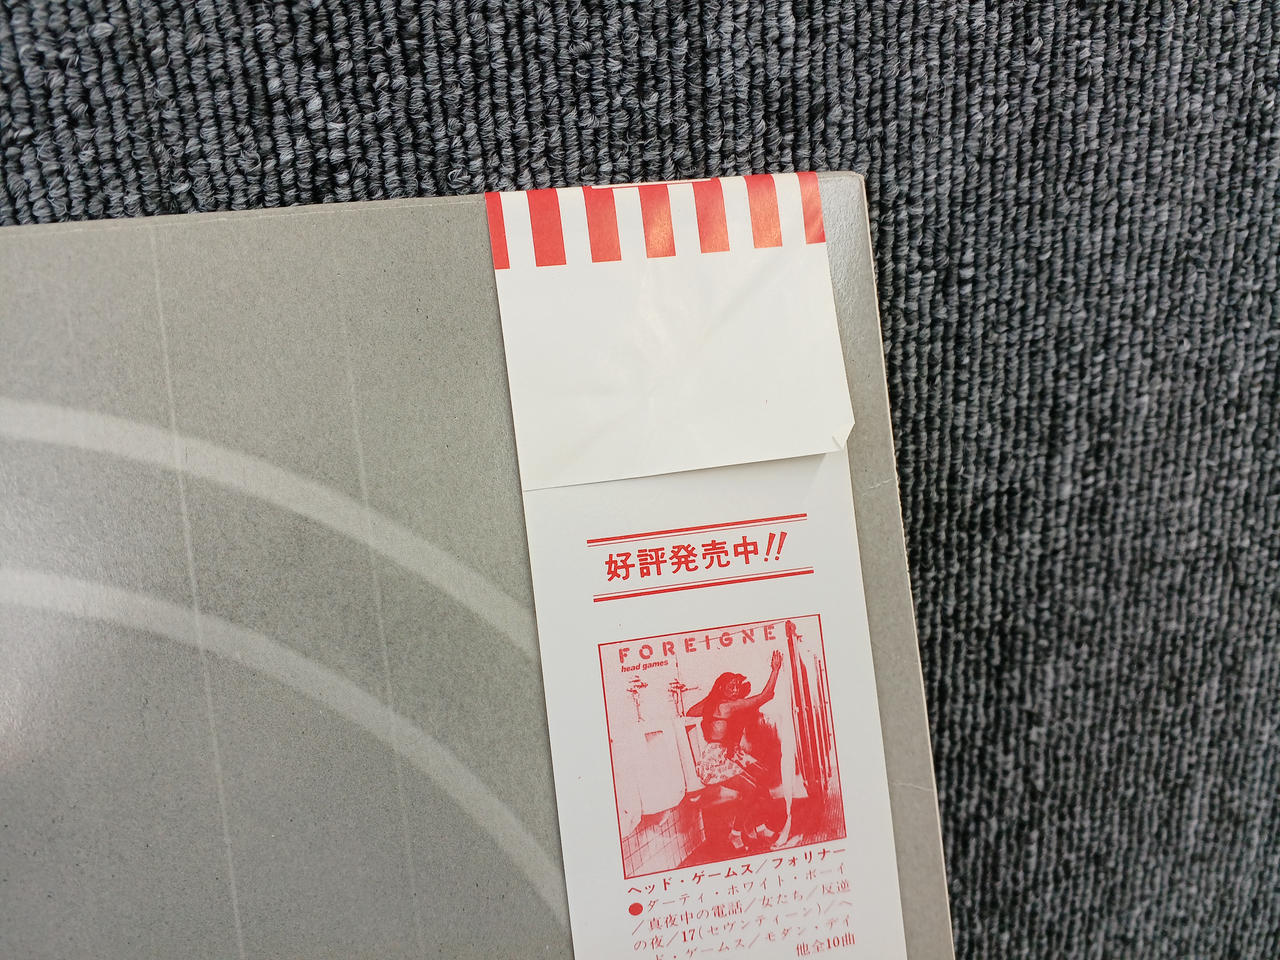 好評発売中!!
FOREIGNER
head games
ヘッド・ゲームス/フォリナー
●ダーティ・ホワイト・ボーイ
/真夜中の電話/女たち/反逆
の夜/17(セヴンティーン)/ヘ
ッド・ゲームス/モダン・デイ
他全10曲